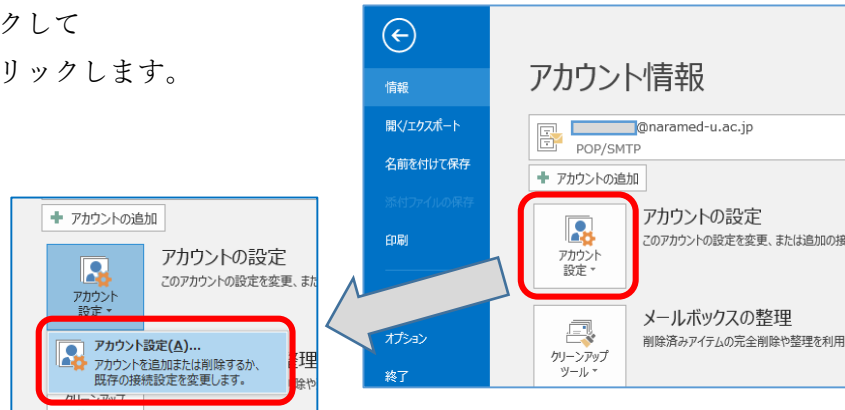 クして
リックします。
情報
開く/エクスポート
名前を付けて保存
添付ファイルの保存
印刷
オプション
終了
アカウント情報
@naramed-u.ac.jp
POP/SMTP
アカウントの追加
アカウント
設定
アカウントの設定
このアカウントの設定を変更、または追加の接
クリーンアップ
ツール
メールボックスの整理
削除済みアイテムの完全削除や整理を利用
アカウントの追加
アカウント
設定
アカウントの設定
このアカウントの設定を変更、また
アカウント設定(A)...
アカウントを追加または削除するか、
既存の接続設定を変更します。
整理
除や
クリーンアップ